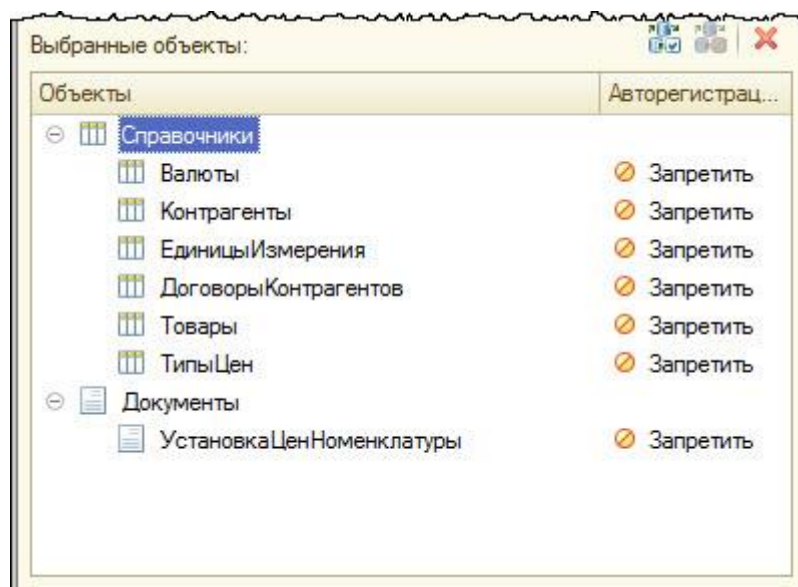 Выбранные объекты:
Объекты Авторегистрац...
Справочники
Валюты Запретить
Контрагенты Запретить
ЕдиницыИзмерения Запретить
ДоговорыКонтрагентов Запретить
Товары Запретить
ТипыЦен Запретить
Документы
УстановкаЦенНоменклатуры Запретить